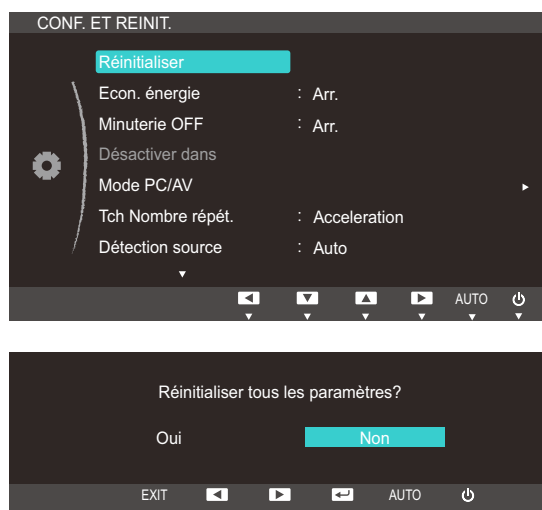 CONF. ET REINIT.
Réinitialiser
Econ. énergie : Arr.
Minuterie OFF : Arr.
Désactiver dans
Mode PC/AV
Tch Nombre répét. : Acceleration
Détection source : Auto
AUTO
Réinitialiser tous les paramètres?
Oui Non
EXIT AUTO